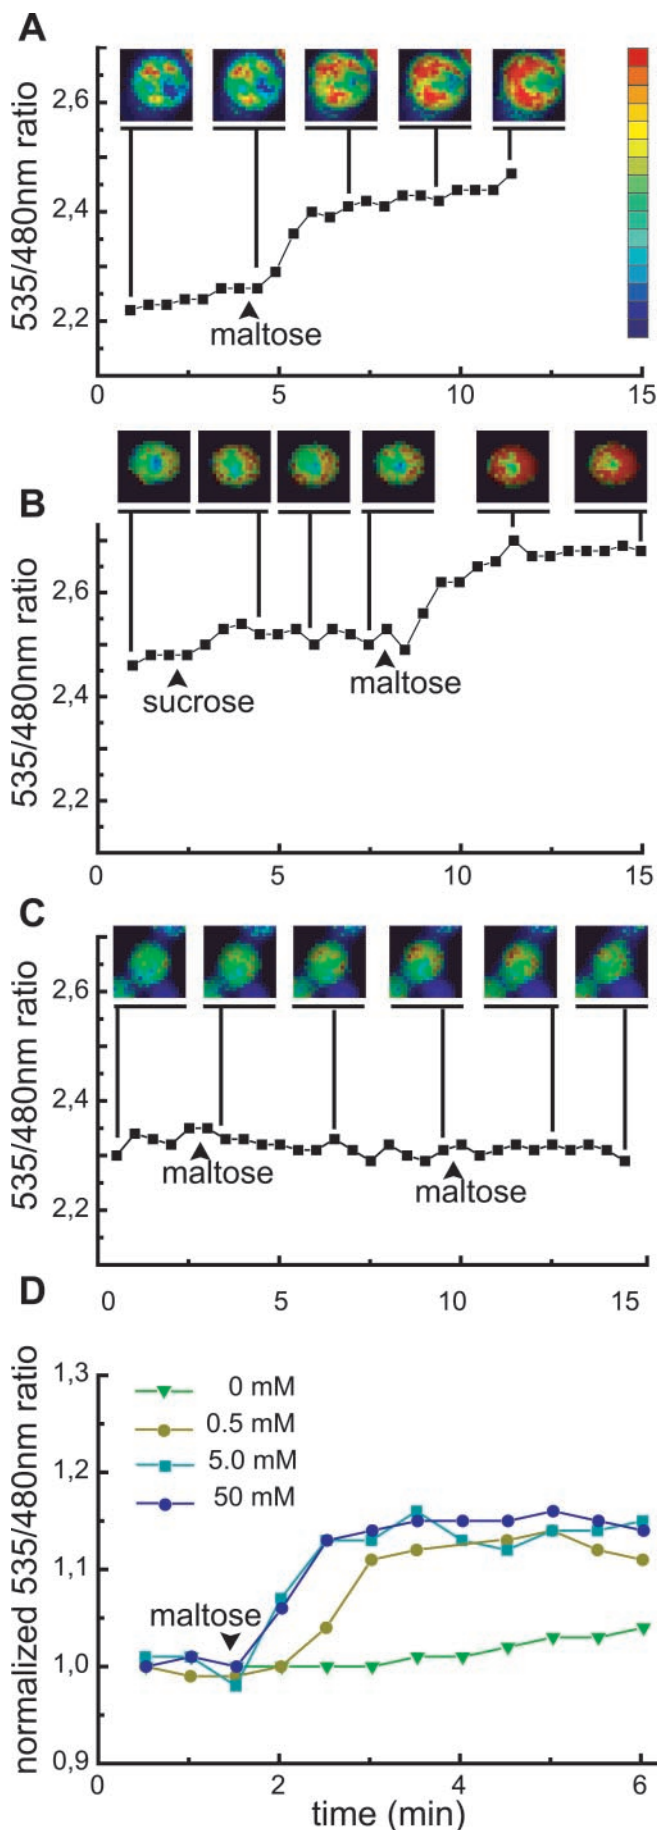 A
535/480nm ratio
2,6
2,4
2,2
maltose
0 5 10 15
B
535/480nm ratio
2,6
2,4
2,2
sucrose
maltose
0 5 10 15
C
535/480nm ratio
2,6
2,4
2,2
maltose
maltose
0 5 10 15
D
normalized 535/480nm ratio
1,3
1,2
1,1
1,0
0,9
0 mM
0.5 mM
5.0 mM
50 mM
maltose
0 2 4 6
time (min)